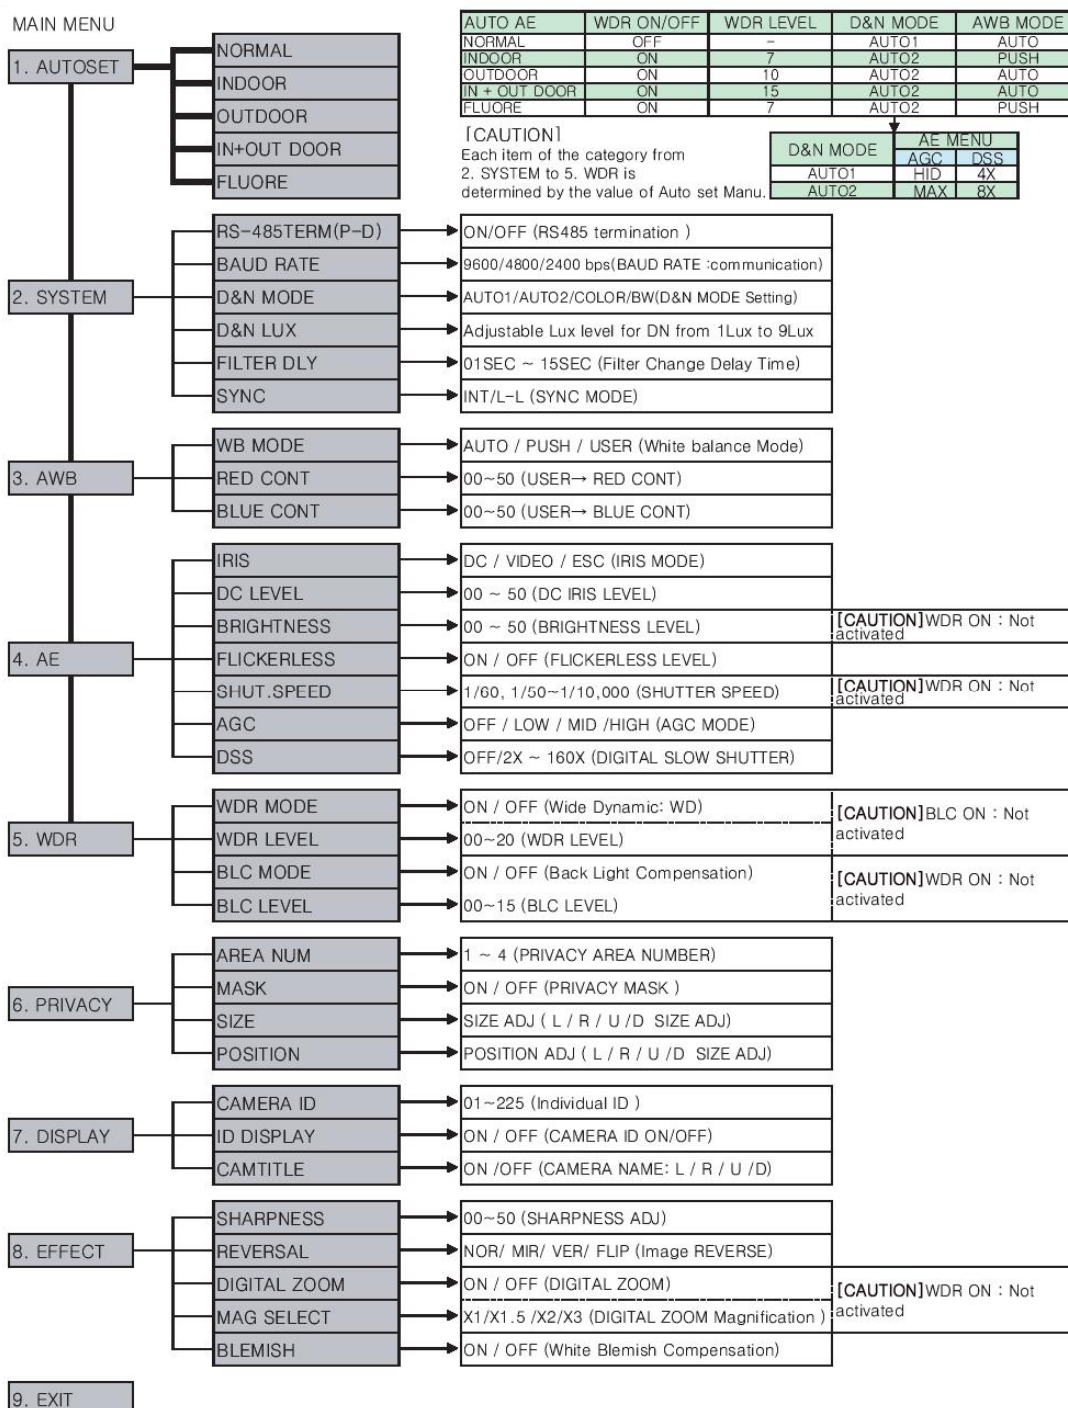 MAIN MENU
1. AUTOSET
NORMAL
INDOOR
OUTDOOR
IN+OUT DOOR
FLUORE
AUTO AE WDR ON/OFF WDR LEVEL D&N MODE AWB MODE
NORMAL OFF - AUTO1 AUTO
INDOOR ON 7 AUTO2 PUSH
OUTDOOR ON 10 AUTO2 AUTO
IN + OUT DOOR ON 15 AUTO2 AUTO
FLUORE ON 7 AUTO2 PUSH
[CAUTION]
Each item of the category from
2. SYSTEM to 5. WDR is
determined by the value of Auto set Manu.
D&N MODE AE MENU
AGC DSS
AUTO1 HID 4X
AUTO2 MAX 8X
2. SYSTEM
RS-485TERM(P-D) ON/OFF (RS485 termination )
BAUD RATE 9600/4800/2400 bps(BAUD RATE :communication)
D&N MODE AUTO1/AUTO2/COLOR/BW(D&N MODE Setting)
D&N LUX Adjustable Lux level for DN from 1Lux to 9Lux
FILTER DLY 01SEC ~ 15SEC (Filter Change Delay Time)
SYNC INT/L-L (SYNC MODE)
3. AWB
WB MODE AUTO / PUSH / USER (White balance Mode)
RED CONT 00~50 (USER→ RED CONT)
BLUE CONT 00~50 (USER→ BLUE CONT)
4. AE
IRIS DC / VIDEO / ESC (IRIS MODE)
DC LEVEL 00 ~ 50 (DC IRIS LEVEL)
BRIGHTNESS 00 ~ 50 (BRIGHTNESS LEVEL)
[CAUTION]WDR ON : Not
activated
FLICKERLESS ON / OFF (FLICKERLESS LEVEL)
SHUT.SPEED 1/60, 1/50~1/10,000 (SHUTTER SPEED)
[CAUTION]WDR ON : Not
activated
AGC OFF / LOW / MID /HIGH (AGC MODE)
DSS OFF/2X ~ 160X (DIGITAL SLOW SHUTTER)
5. WDR
WDR MODE ON / OFF (Wide Dynamic: WD)
WDR LEVEL 00~20 (WDR LEVEL)
[CAUTION]BLC ON : Not
activated
BLC MODE ON / OFF (Back Light Compensation)
BLC LEVEL 00~15 (BLC LEVEL)
[CAUTION]WDR ON : Not
activated
6. PRIVACY
AREA NUM 1 ~ 4 (PRIVACY AREA NUMBER)
MASK ON / OFF (PRIVACY MASK )
SIZE SIZE ADJ ( L / R / U /D SIZE ADJ)
POSITION POSITION ADJ ( L / R / U /D SIZE ADJ)
7. DISPLAY
CAMERA ID 01~225 (Individual ID )
ID DISPLAY ON / OFF (CAMERA ID ON/OFF)
CAMTITLE ON /OFF (CAMERA NAME: L / R / U /D)
8. EFFECT
SHARPNESS 00~50 (SHARPNESS ADJ)
REVERSAL NOR/ MIR/ VER/ FLIP (Image REVERSE)
DIGITAL ZOOM ON / OFF (DIGITAL ZOOM)
MAG SELECT X1/X1.5 /X2/X3 (DIGITAL ZOOM Magnification )
[CAUTION]WDR ON : Not
activated
BLEMISH ON / OFF (White Blemish Compensation)
9. EXIT